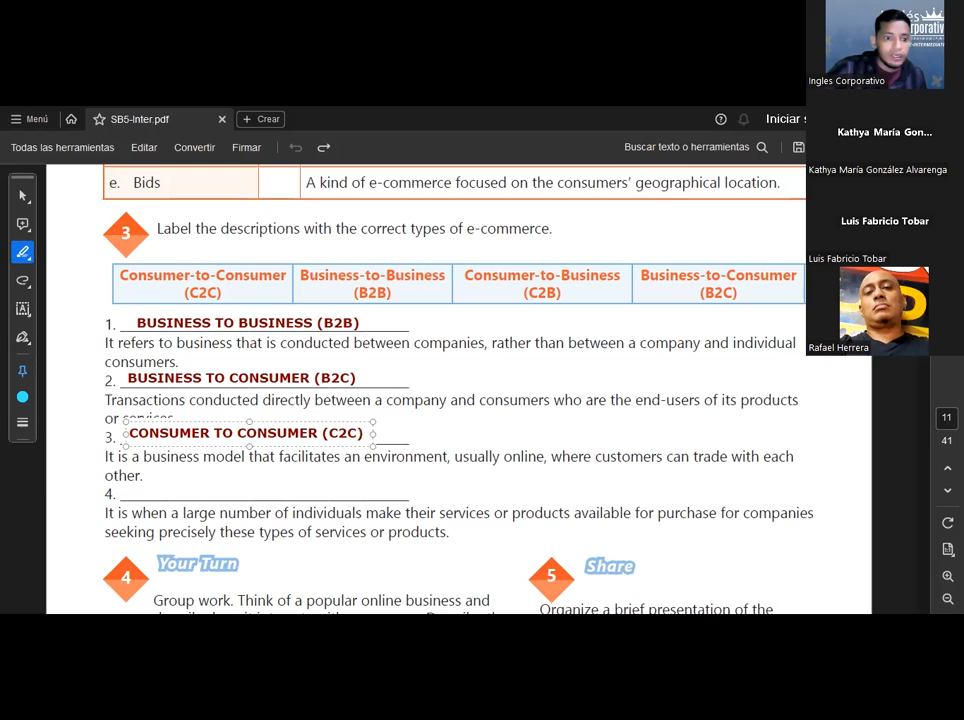 Ingles Corporativo
Menú
SB5-Inter.pdf
Crear
Iniciar s
Todas las herramientas
Editar
Convertir
Firmar
Buscar texto o herramientas
Kathya María Gon...
Kathya María González Alvarenga
Luis Fabricio Tobar
Luis Fabricio Tobar
Rafael Herrera
e. Bids
A kind of e-commerce focused on the consumers' geographical location.
3
Label the descriptions with the correct types of e-commerce.
Consumer-to-Consumer (C2C)
Business-to-Business (B2B)
Consumer-to-Business (C2B)
Business-to-Consumer (B2C)
1. BUSINESS TO BUSINESS (B2B)
It refers to business that is conducted between companies, rather than between a company and individual
consumers.
2. BUSINESS TO CONSUMER (B2C)
Transactions conducted directly between a company and consumers who are the end-users of its products
or services.
3. CONSUMER TO CONSUMER (C2C)
It is a business model that facilitates an environment, usually online, where customers can trade with each
other.
4.
It is when a large number of individuals make their services or products available for purchase for companies
seeking precisely these types of services or products.
4
Your Turn
Group work. Think of a popular online business and
5
Share
Organize a brief presentation of the
11
41